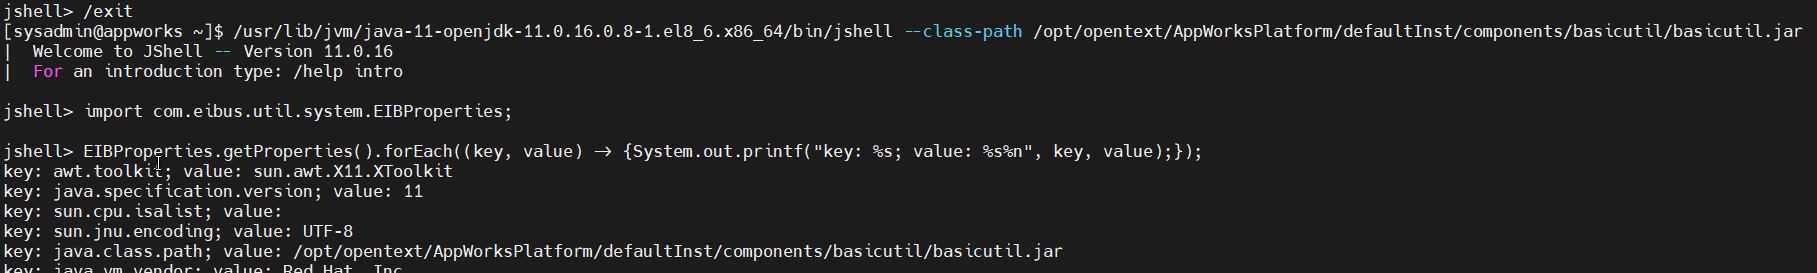 jshell> /exit
[sysadmin@appworks ~]$ /usr/lib/jvm/java-11-openjdk-11.0.16.0.8-1.el8_6.x86_64/bin/jshell --class-path /opt/opentext/AppWorksPlatform/defaultInst/components/basicutil/basicutil.jar
|  Welcome to JShell -- Version 11.0.16
|  For an introduction type: /help intro
jshell> import com.eibus.util.system.EIBProperties;
jshell> EIBProperties.getProperties().forEach((key, value) -> {System.out.printf("key: %s; value: %s%n", key, value);});
key: awt.toolkit; value: sun.awt.X11.XToolkit
key: java.specification.version; value: 11
key: sun.cpu.isalist; value:
key: sun.jnu.encoding; value: UTF-8
key: java.class.path; value: /opt/opentext/AppWorksPlatform/defaultInst/components/basicutil/basicutil.jar
key: java.vm.vendor; value: Red Hat, Inc.